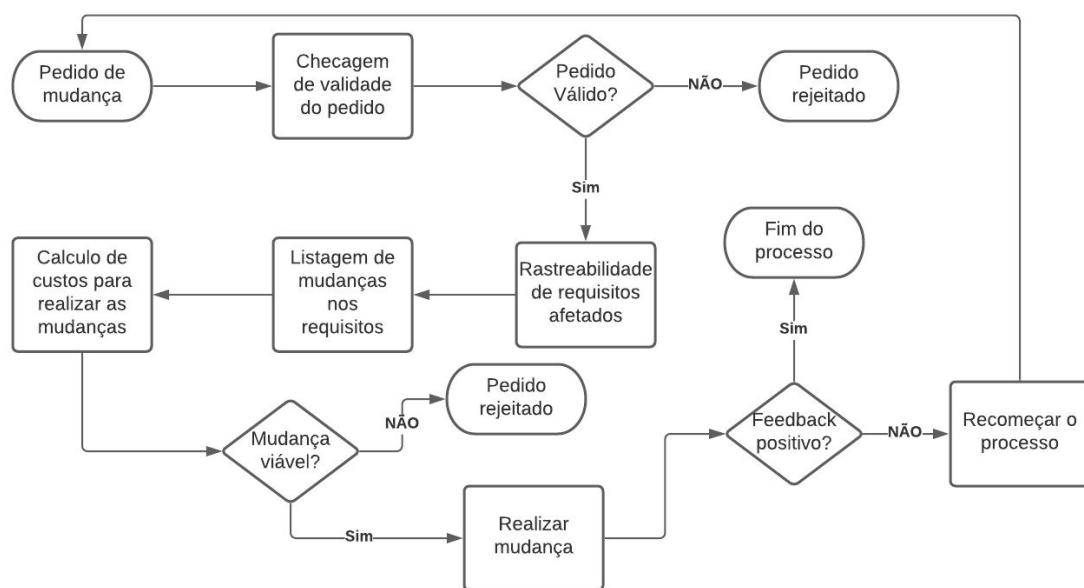 Pedido de
mudança
Checagem
de validade
do pedido
Pedido
Válido?
NÃO
Pedido
rejeitado
Sim
Calculo de
custos para
realizar as
mudanças
Listagem de
mudanças
nos
requisitos
Rastreabilidade
de requisitos
afetados
Fim do
processo
Sim
Pedido
rejeitado
NÃO
Mudança
viável?
Sim
Realizar
mudança
Feedback
positivo?
NÃO
Recomeçar o
processo